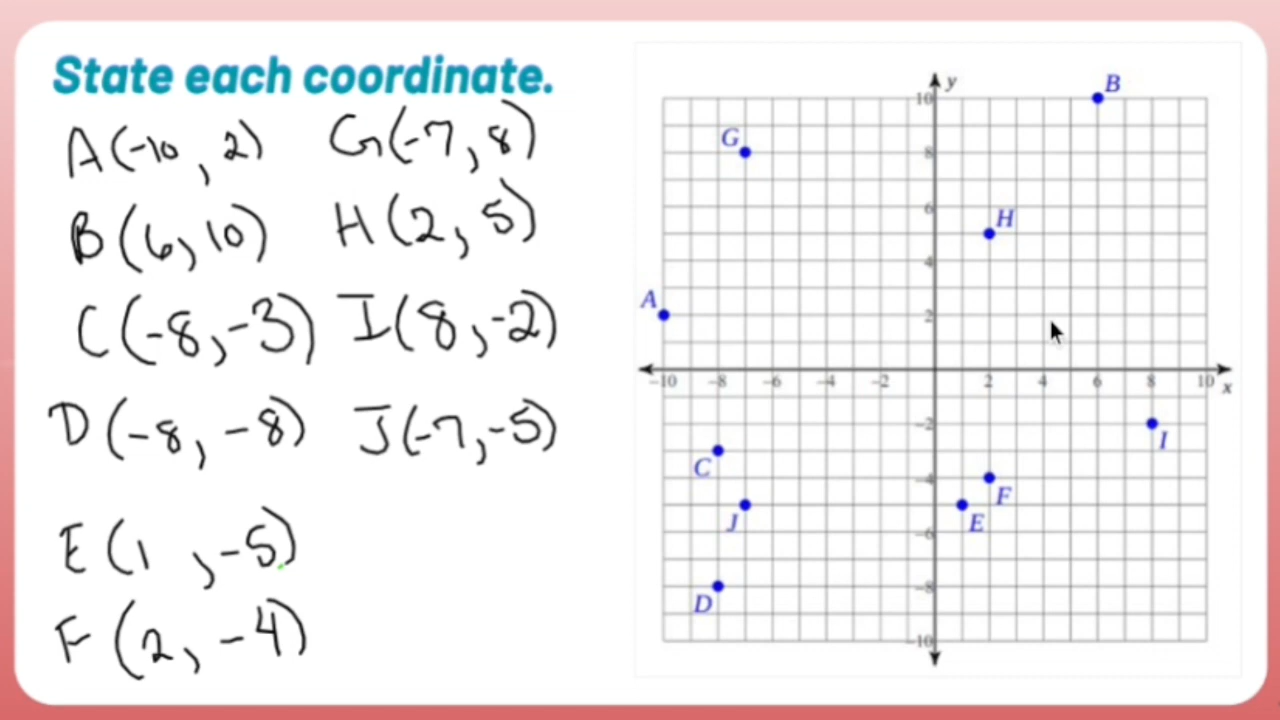 State each coordinate.
A(-10, 2)
B(6, 10)
C(-8, -3)
D(-8, -8)
E(1, -5)
F(2, -4)
G(-7, 8)
H(2, 5)
I(8, -2)
J(-7, -5)
y
10
8
6
4
2
-10 -8 -6 -4 -2 2 4 6 8 10 x
-2
-4
-6
-8
-10
B
G
H
A
I
C
F
J
E
D